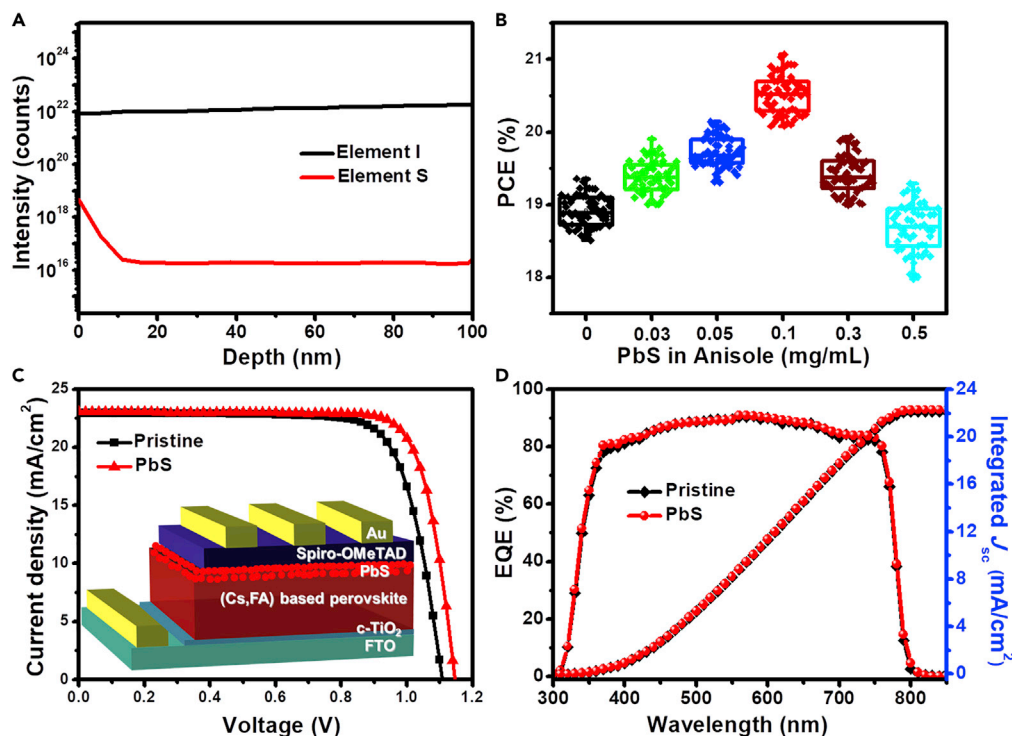 A
Intensity (counts)
10^24
10^22
10^20
10^18
10^16
Element I
Element S
0 20 40 60 80 100
Depth (nm)
B
PCE (%)
21
20
19
18
0 0.03 0.05 0.1 0.3 0.5
PbS in Anisole (mg/mL)
C
Current density (mA/cm²)
25
20
15
10
5
0
Pristine
PbS
Au
Spiro-OMeTAD
PbS
(Cs,FA) based perovskite
c-TiO₂
FTO
0.0 0.2 0.4 0.6 0.8 1.0 1.2
Voltage (V)
D
EQE (%)
100
80
60
40
20
0
Pristine
PbS
24
20
16
12
8
4
0
Integrated Jsc (mA/cm²)
300 400 500 600 700 800
Wavelength (nm)